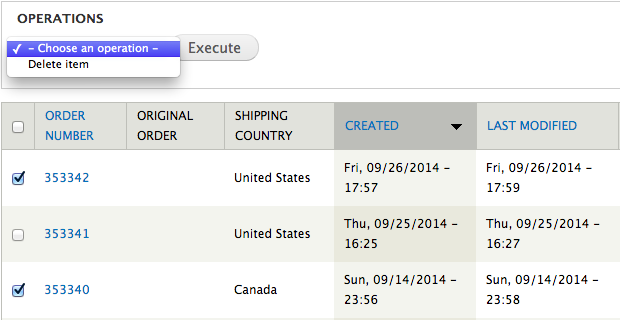 OPERATIONS
– Choose an operation –
Execute
Delete item
ORDER NUMBER
ORIGINAL ORDER
SHIPPING COUNTRY
CREATED
LAST MODIFIED
353342
United States
Fri, 09/26/2014 – 17:57
Fri, 09/26/2014 – 17:59
353341
United States
Thu, 09/25/2014 – 16:25
Thu, 09/25/2014 – 16:27
353340
Canada
Sun, 09/14/2014 – 23:56
Sun, 09/14/2014 – 23:58